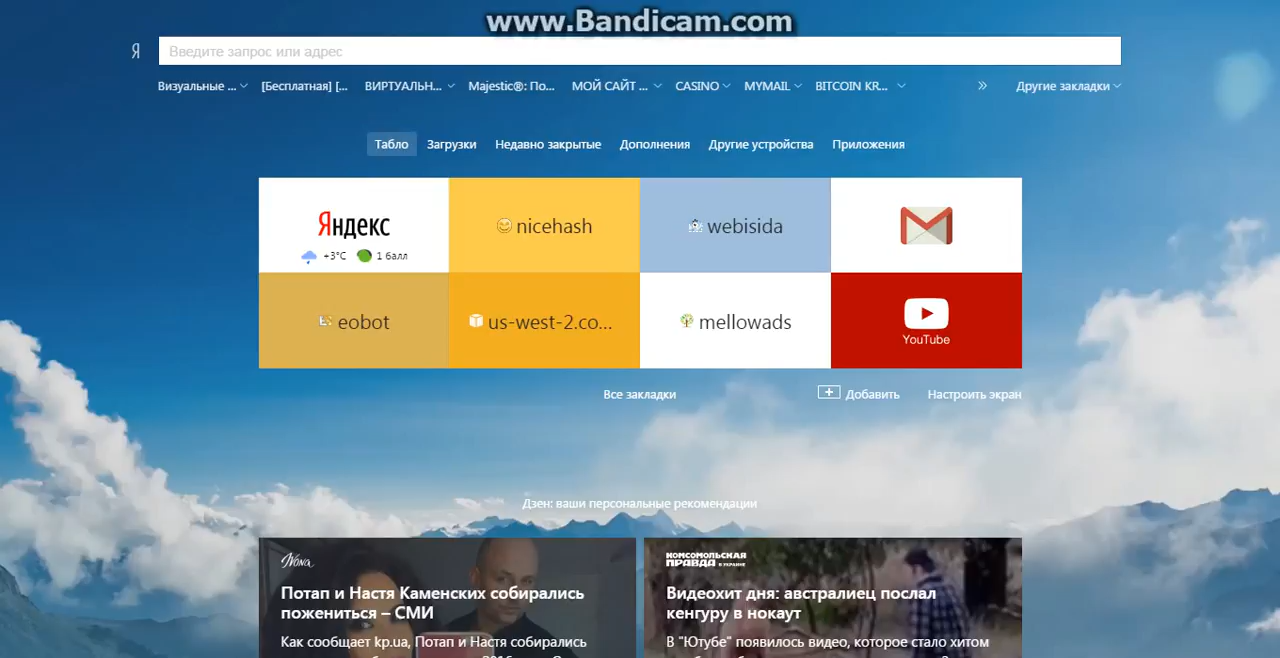 www.Bandicam.com
Я Введите запрос или адрес
Визуальные ... [Бесплатная] [... ВИРТУАЛЬН... Majestic®: По... МОЙ САЙТ ... CASINO MYMAIL BITCOIN KR... » Другие закладки
Табло Загрузки Недавно закрытые Дополнения Другие устройства Приложения
Яндекс
+3°C 1 балл
nicehash
webisida
eobot
us-west-2.co...
mellowads
YouTube
Все закладки Добавить Настроить экран
Дзен: ваши персональные рекомендации
Wona
Потап и Настя Каменских собирались
пожениться – СМИ
Как сообщает kp.ua, Потап и Настя собирались
КОМСОМОЛЬСКАЯ
ПРАВДА В УКРАИНЕ
Видеохит дня: австралиец послал
кенгуру в нокаут
В "Ютубе" появилось видео, которое стало хитом